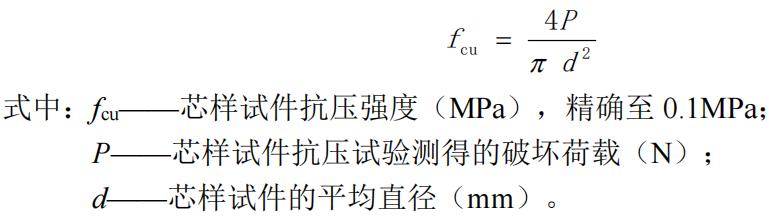 f_cu = 4P / π d²
式中：f_cu——芯样试件抗压强度（MPa），精确至 0.1MPa；
P——芯样试件抗压试验测得的破坏荷载（N）；
d——芯样试件的平均直径（mm）。